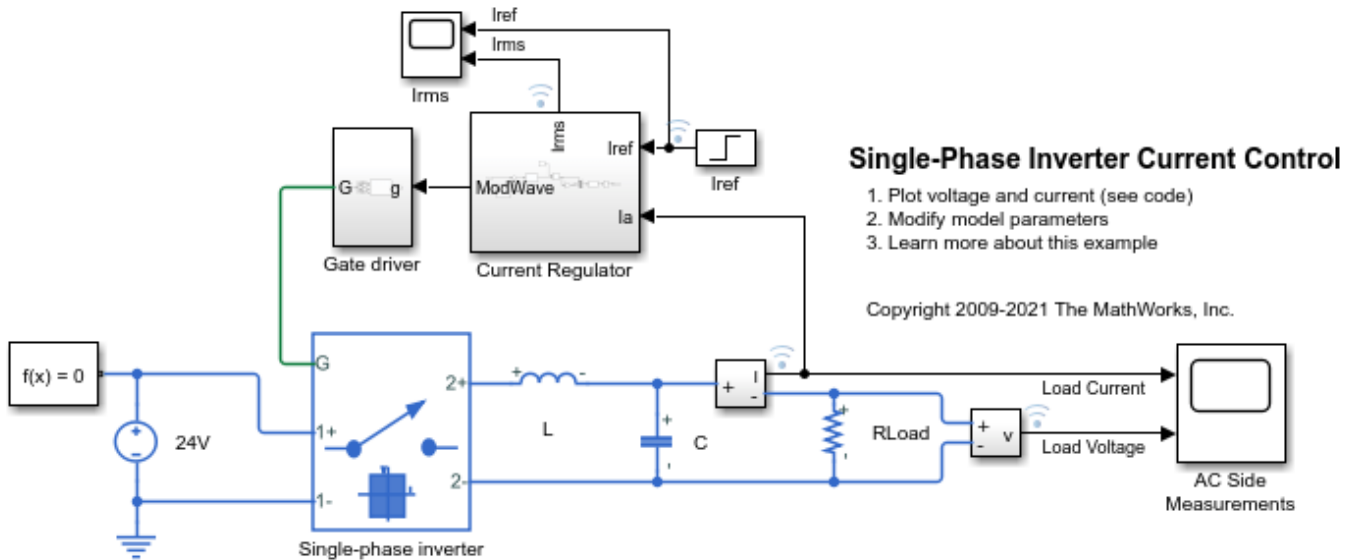 Iref
Irms
Irms
Irms
Iref
Iref
ModWave
G
g
Ia
Gate driver
Current Regulator
Single-Phase Inverter Current Control
1. Plot voltage and current (see code)
2. Modify model parameters
3. Learn more about this example
Copyright 2009-2021 The MathWorks, Inc.
f(x) = 0
G
2+
+
-
+
I
-
Load Current
24V
+
-
1+
L
+
-
C
+
-
RLoad
+
-
v
Load Voltage
1-
2-
AC Side
Measurements
Single-phase inverter